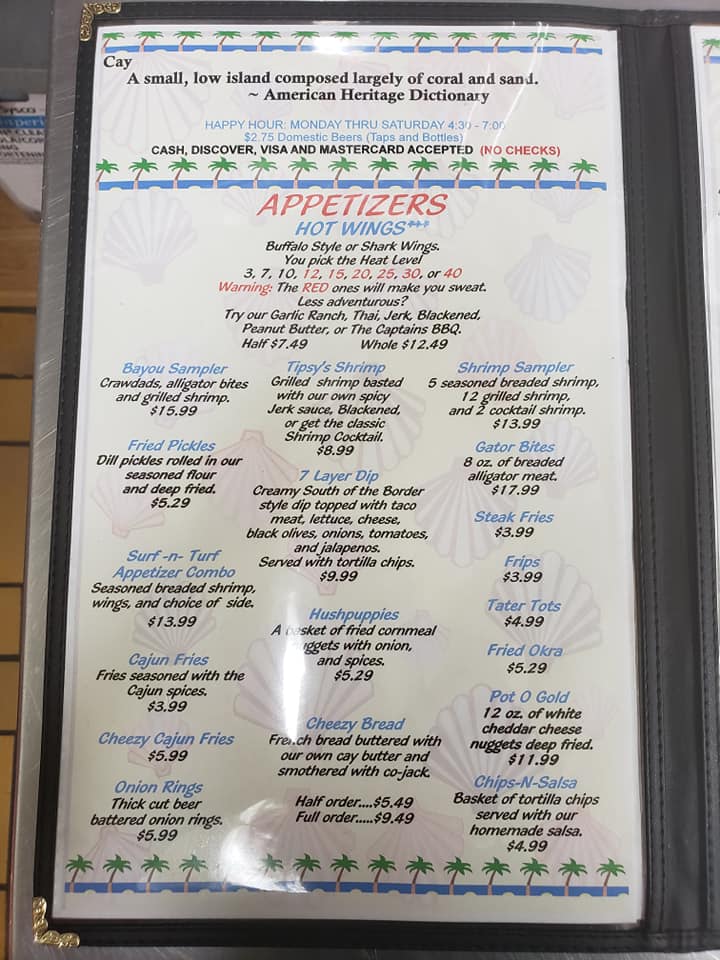 Cay
A small, low island composed largely of coral and sand.
~ American Heritage Dictionary
HAPPY HOUR: MONDAY THRU SATURDAY 4:30 - 7:00
$2.75 Domestic Beers (Taps and Bottles)
CASH, DISCOVER, VISA AND MASTERCARD ACCEPTED (NO CHECKS)
APPETIZERS
HOT WINGS***
Buffalo Style or Shark Wings.
You pick the Heat Level
3, 7, 10, 12, 15, 20, 25, 30, or 40
Warning: The RED ones will make you sweat.
Less adventurous?
Try our Garlic Ranch, Thai, Jerk, Blackened,
Peanut Butter, or The Captains BBQ.
Half $7.49 Whole $12.49
Bayou Sampler
Crawdads, alligator bites
and grilled shrimp.
$15.99
Fried Pickles
Dill pickles rolled in our
seasoned flour
and deep fried.
$5.29
Surf -n- Turf
Appetizer Combo
Seasoned breaded shrimp,
wings, and choice of side.
$13.99
Cajun Fries
Fries seasoned with the
Cajun spices.
$3.99
Cheezy Cajun Fries
$5.99
Onion Rings
Thick cut beer
battered onion rings.
$5.99
Tipsy's Shrimp
Grilled shrimp basted
with our own spicy
Jerk sauce, Blackened,
or get the classic
Shrimp Cocktail.
$8.99
7 Layer Dip
Creamy South of the Border
style dip topped with taco
meat, lettuce, cheese,
black olives, onions, tomatoes,
and jalapenos.
Served with tortilla chips.
$9.99
Hushpuppies
A basket of fried cornmeal
nuggets with onion,
and spices.
$5.29
Cheezy Bread
French bread buttered with
our own cay butter and
smothered with co-jack.
Half order....$5.49
Full order.....$9.49
Shrimp Sampler
5 seasoned breaded shrimp,
12 grilled shrimp,
and 2 cocktail shrimp.
$13.99
Gator Bites
8 oz. of breaded
alligator meat.
$17.99
Steak Fries
$3.99
Frips
$3.99
Tater Tots
$4.99
Fried Okra
$5.29
Pot O Gold
12 oz. of white
cheddar cheese
nuggets deep fried.
$11.99
Chips-N-Salsa
Basket of tortilla chips
served with our
homemade salsa.
$4.99